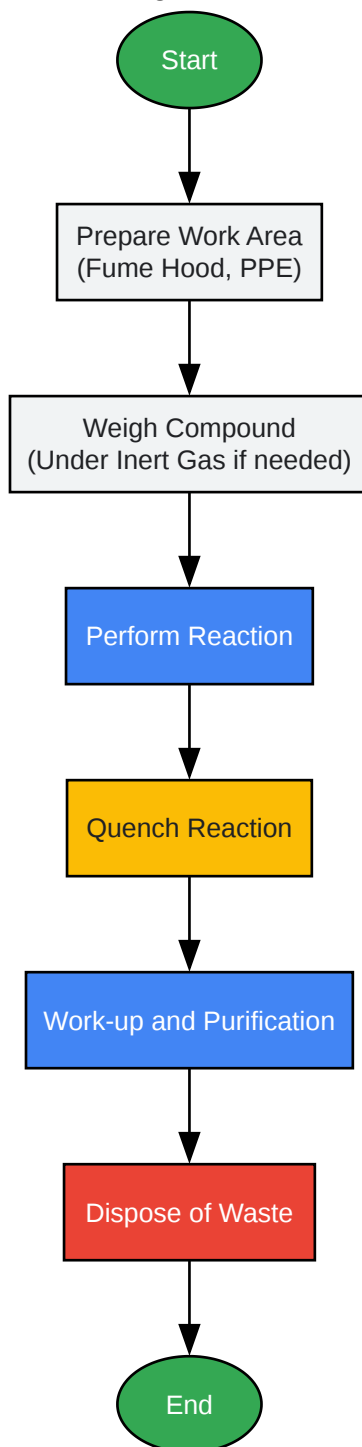 Start
Prepare Work Area
(Fume Hood, PPE)
Weigh Compound
(Under Inert Gas if needed)
Perform Reaction
Quench Reaction
Work-up and Purification
Dispose of Waste
End